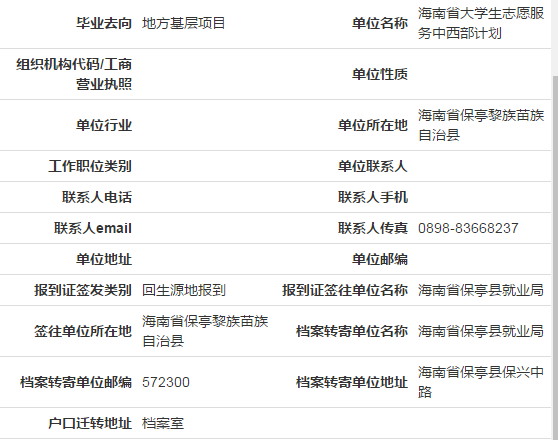 毕业去向 地方基层项目 单位名称 海南省大学生志愿服
务中西部计划
组织机构代码/工商
营业执照
单位性质
单位行业 单位所在地 海南省保亭黎族苗族
自治县
工作职位类别 单位联系人
联系人电话 联系人手机
联系人email 联系人传真 0898-83668237
单位地址 单位邮编
报到证签发类别 回生源地报到 报到证签往单位名称 海南省保亭县就业局
签往单位所在地 海南省保亭黎族苗族
自治县
档案转寄单位名称 海南省保亭县就业局
档案转寄单位邮编 572300 档案转寄单位地址 海南省保亭县保兴中
路
户口迁转地址 档案室